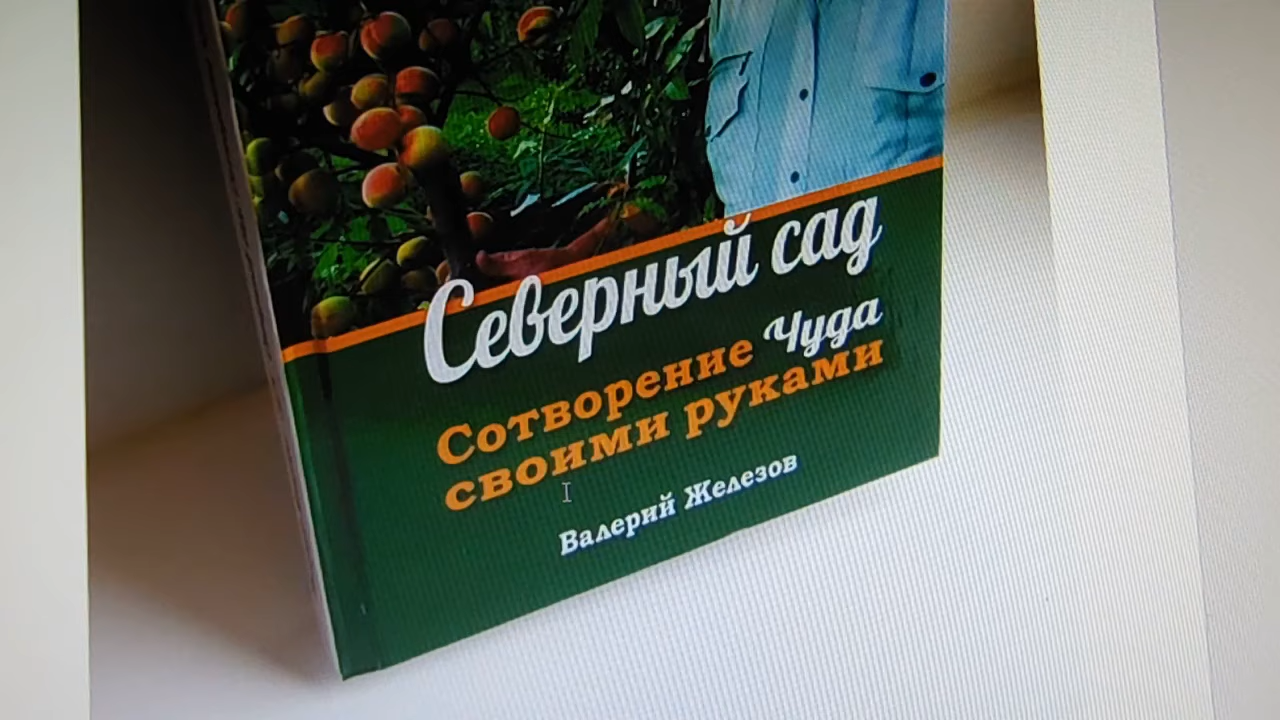 Северный сад
Сотворение Чуда
своими руками
Валерий Железов